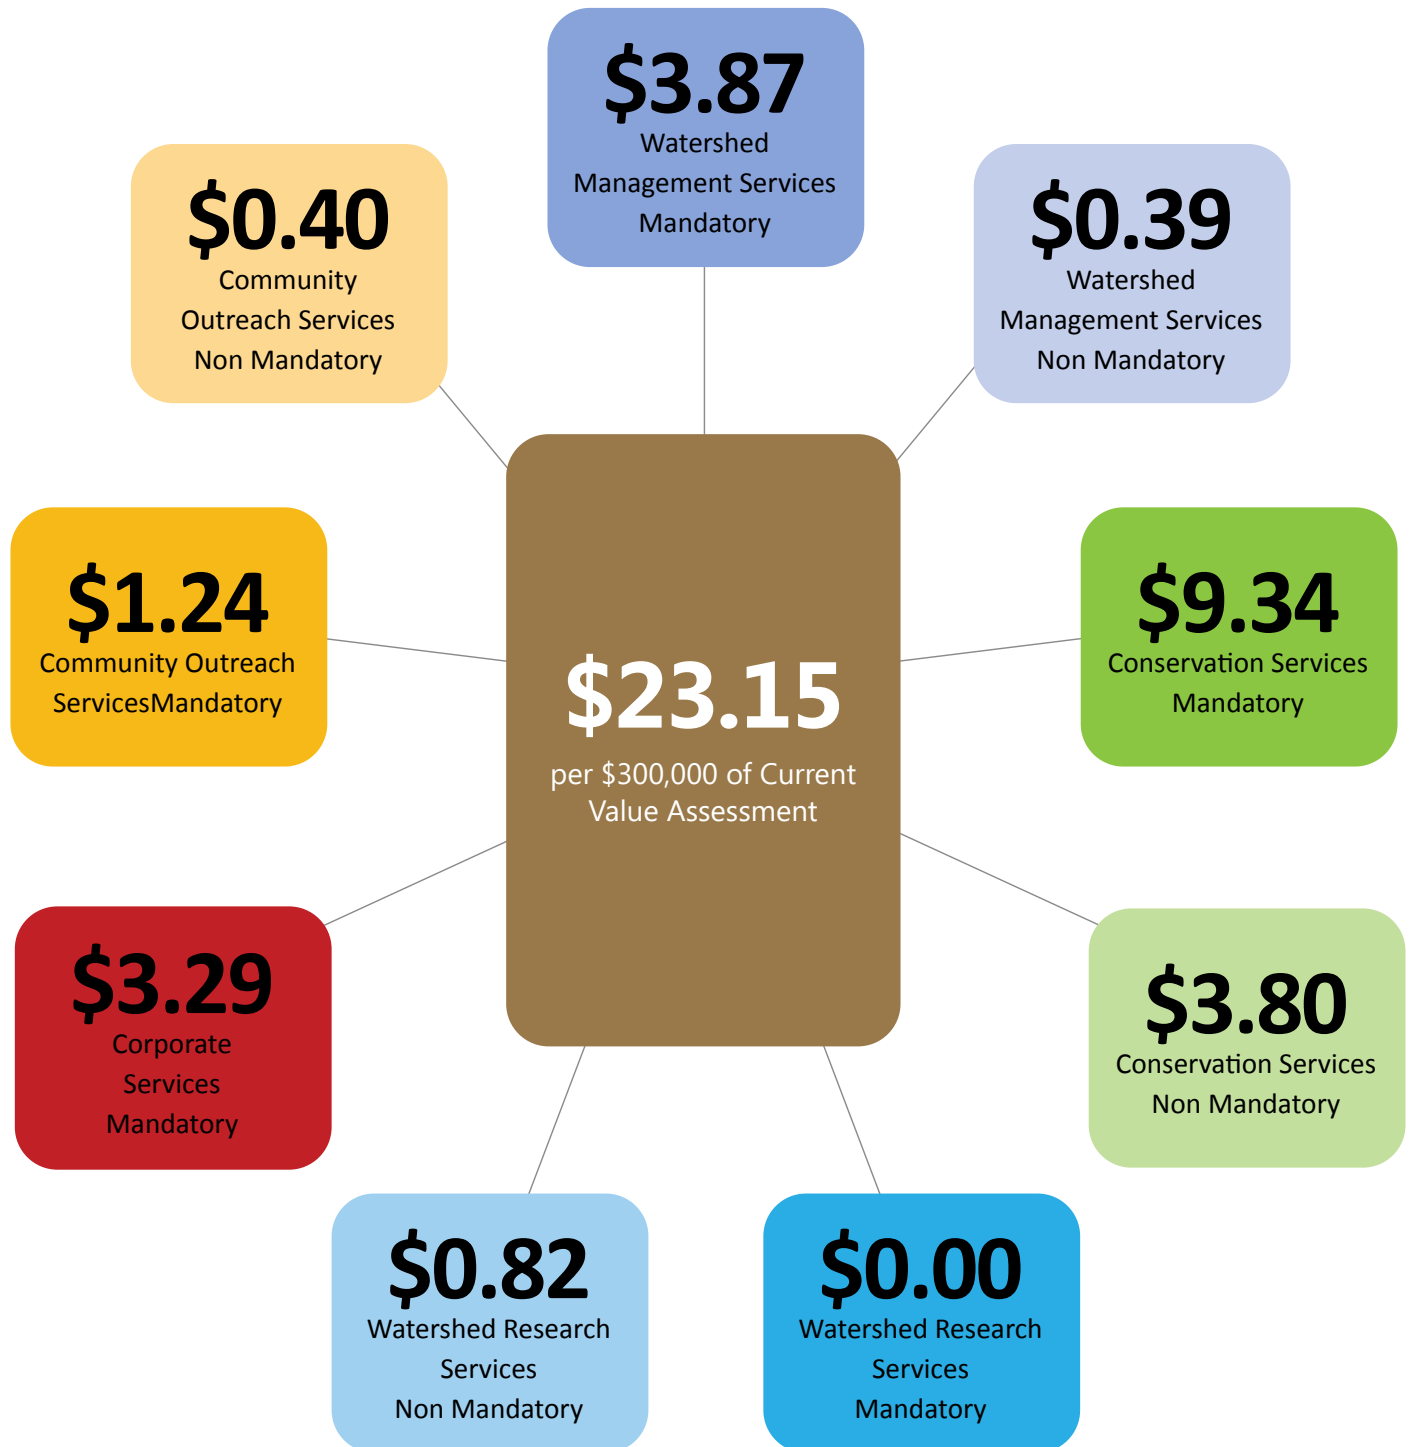 $3.87
Watershed
Management Services
Mandatory
$0.40
Community
Outreach Services
Non Mandatory
$0.39
Watershed
Management Services
Non Mandatory
$1.24
Community Outreach
ServicesMandatory
$23.15
per $300,000 of Current
Value Assessment
$9.34
Conservation Services
Mandatory
$3.29
Corporate
Services
Mandatory
$3.80
Conservation Services
Non Mandatory
$0.82
Watershed Research
Services
Non Mandatory
$0.00
Watershed Research
Services
Mandatory